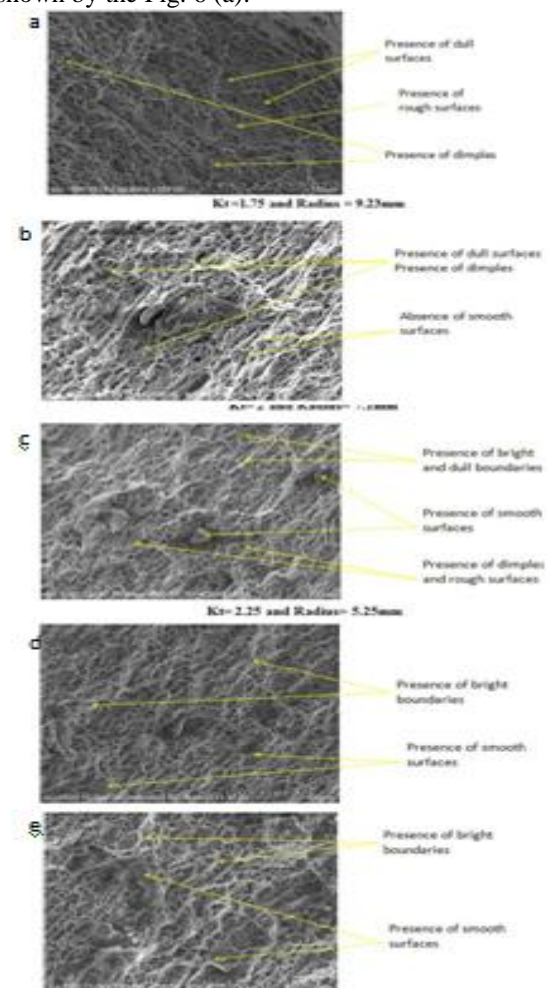 shown by the Fig. 6 (a).
a
Presence of dull
surfaces
Presence of
rough surfaces
Presence of dimples
Kt=1.75 and Radius = 9.23mm
b
Presence of dull surfaces
Presence of dimples
Absence of smooth
surfaces
c
Presence of bright
and dull boundaries
Presence of smooth
surfaces
Presence of dimples
and rough surfaces
Kt=2.25 and Radius= 5.25mm
d
Presence of bright
boundaries
Presence of smooth
surfaces
e
Presence of bright
boundaries
Presence of smooth
surfaces